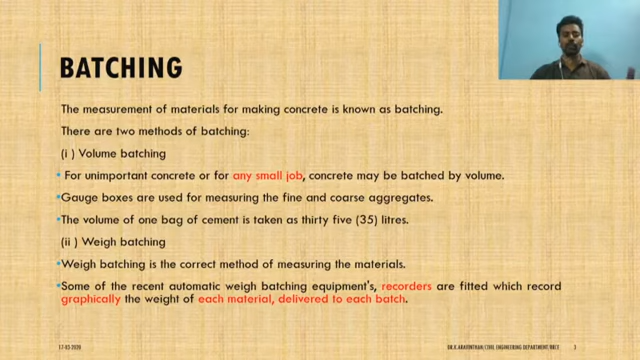 BATCHING
The measurement of materials for making concrete is known as batching.
There are two methods of batching:
(i ) Volume batching
• For unimportant concrete or for any small job, concrete may be batched by volume.
•Gauge boxes are used for measuring the fine and coarse aggregates.
•The volume of one bag of cement is taken as thirty five (35) litres.
(ii ) Weigh batching
•Weigh batching is the correct method of measuring the materials.
•Some of the recent automatic weigh batching equipment's, recorders are fitted which record
graphically the weight of each material, delivered to each batch.
DR.K.ARAVINTHAN/CIVIL ENGINEERING DEPARTMENT/
3